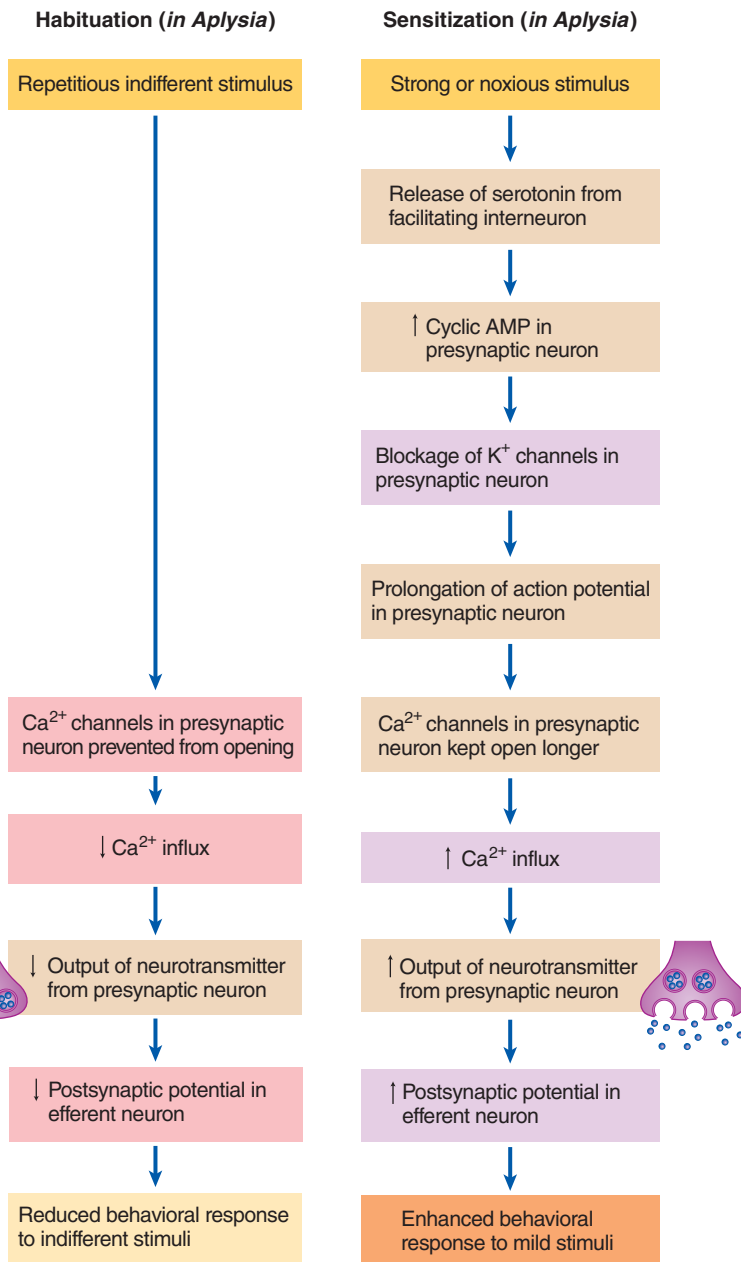 Habituation (in Aplysia)
Repetitious indifferent stimulus
Ca²⁺ channels in presynaptic
neuron prevented from opening
↓ Ca²⁺ influx
↓ Output of neurotransmitter
from presynaptic neuron
↓ Postsynaptic potential in
efferent neuron
Reduced behavioral response
to indifferent stimuli
Sensitization (in Aplysia)
Strong or noxious stimulus
Release of serotonin from
facilitating interneuron
↑ Cyclic AMP in
presynaptic neuron
Blockage of K⁺ channels in
presynaptic neuron
Prolongation of action potential
in presynaptic neuron
Ca²⁺ channels in presynaptic
neuron kept open longer
↑ Ca²⁺ influx
↑ Output of neurotransmitter
from presynaptic neuron
↑ Postsynaptic potential in
efferent neuron
Enhanced behavioral
response to mild stimuli